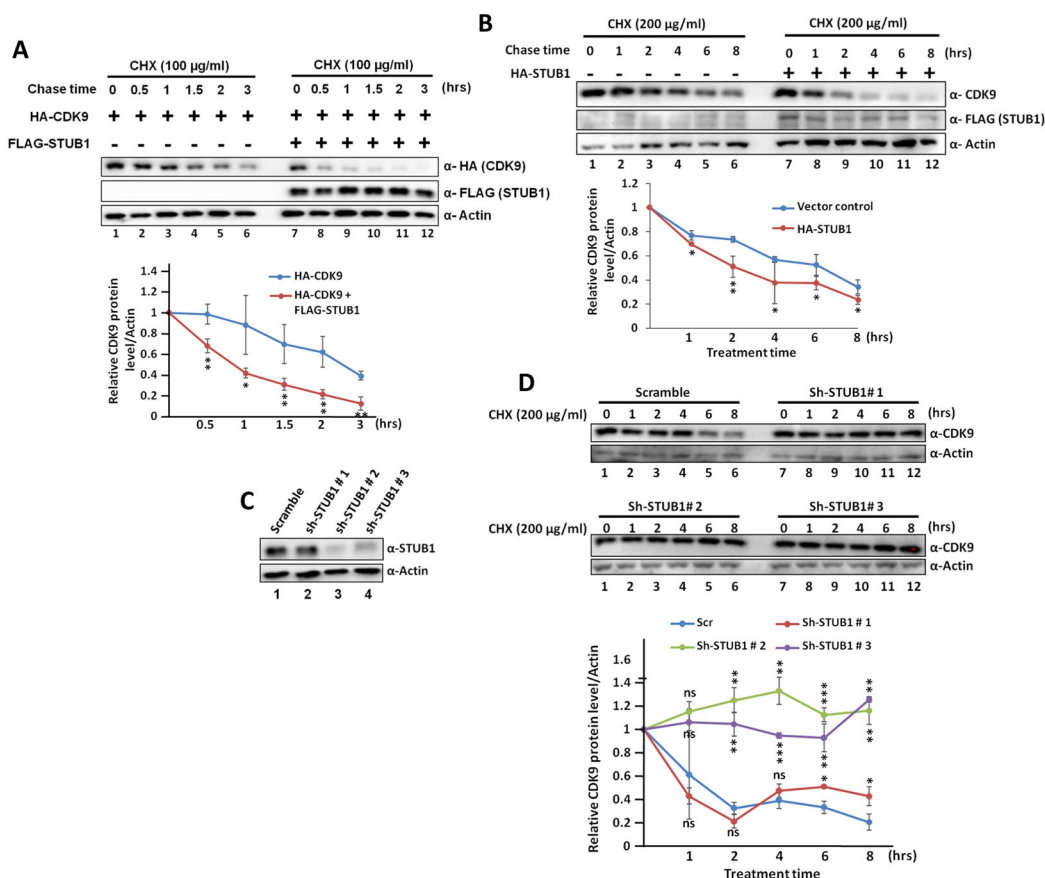 A
CHX (100 µg/ml) CHX (100 µg/ml)
Chase time 0 0.5 1 1.5 2 3 0 0.5 1 1.5 2 3 (hrs)
HA-CDK9 + + + + + + + + + + + +
FLAG-STUB1 - - - - - - + + + + + +
α- HA (CDK9)
α- FLAG (STUB1)
α- Actin
1 2 3 4 5 6 7 8 9 10 11 12
Relative CDK9 protein level/Actin
1.4
1.2
1
0.8
0.6
0.4
0.2
0
HA-CDK9
HA-CDK9 + FLAG-STUB1
** * ** ** **
0.5 1 1.5 2 3 (hrs)
B
CHX (200 µg/ml) CHX (200 µg/ml)
Chase time 0 1 2 4 6 8 0 1 2 4 6 8 (hrs)
HA-STUB1 - - - - - - + + + + + +
α- CDK9
α- FLAG (STUB1)
α- Actin
1 2 3 4 5 6 7 8 9 10 11 12
Relative CDK9 protein level/Actin
1.2
1
0.8
0.6
0.4
0.2
0
Vector control
HA-STUB1
* ** * * *
1 2 4 6 8 (hrs)
Treatment time
C
Scramble
sh-STUB1 # 1
sh-STUB1 # 2
sh-STUB1 # 3
α-STUB1
α-Actin
1 2 3 4
D
Scramble Sh-STUB1# 1
CHX (200 µg/ml) 0 1 2 4 6 8 0 1 2 4 6 8 (hrs)
α-CDK9
α-Actin
1 2 3 4 5 6 7 8 9 10 11 12
Sh-STUB1# 2 Sh-STUB1# 3
CHX (200 µg/ml) 0 1 2 4 6 8 0 1 2 4 6 8 (hrs)
α-CDK9
α-Actin
1 2 3 4 5 6 7 8 9 10 11 12
Scr Sh-STUB1 # 1
Sh-STUB1 # 2 Sh-STUB1 # 3
Relative CDK9 protein level/Actin
1.6
1.4
1.2
1
0.8
0.6
0.4
0.2
0
ns ** ** *** **
ns ** *** *** **
ns ns ns * *
1 2 4 6 8 (hrs)
Treatment time